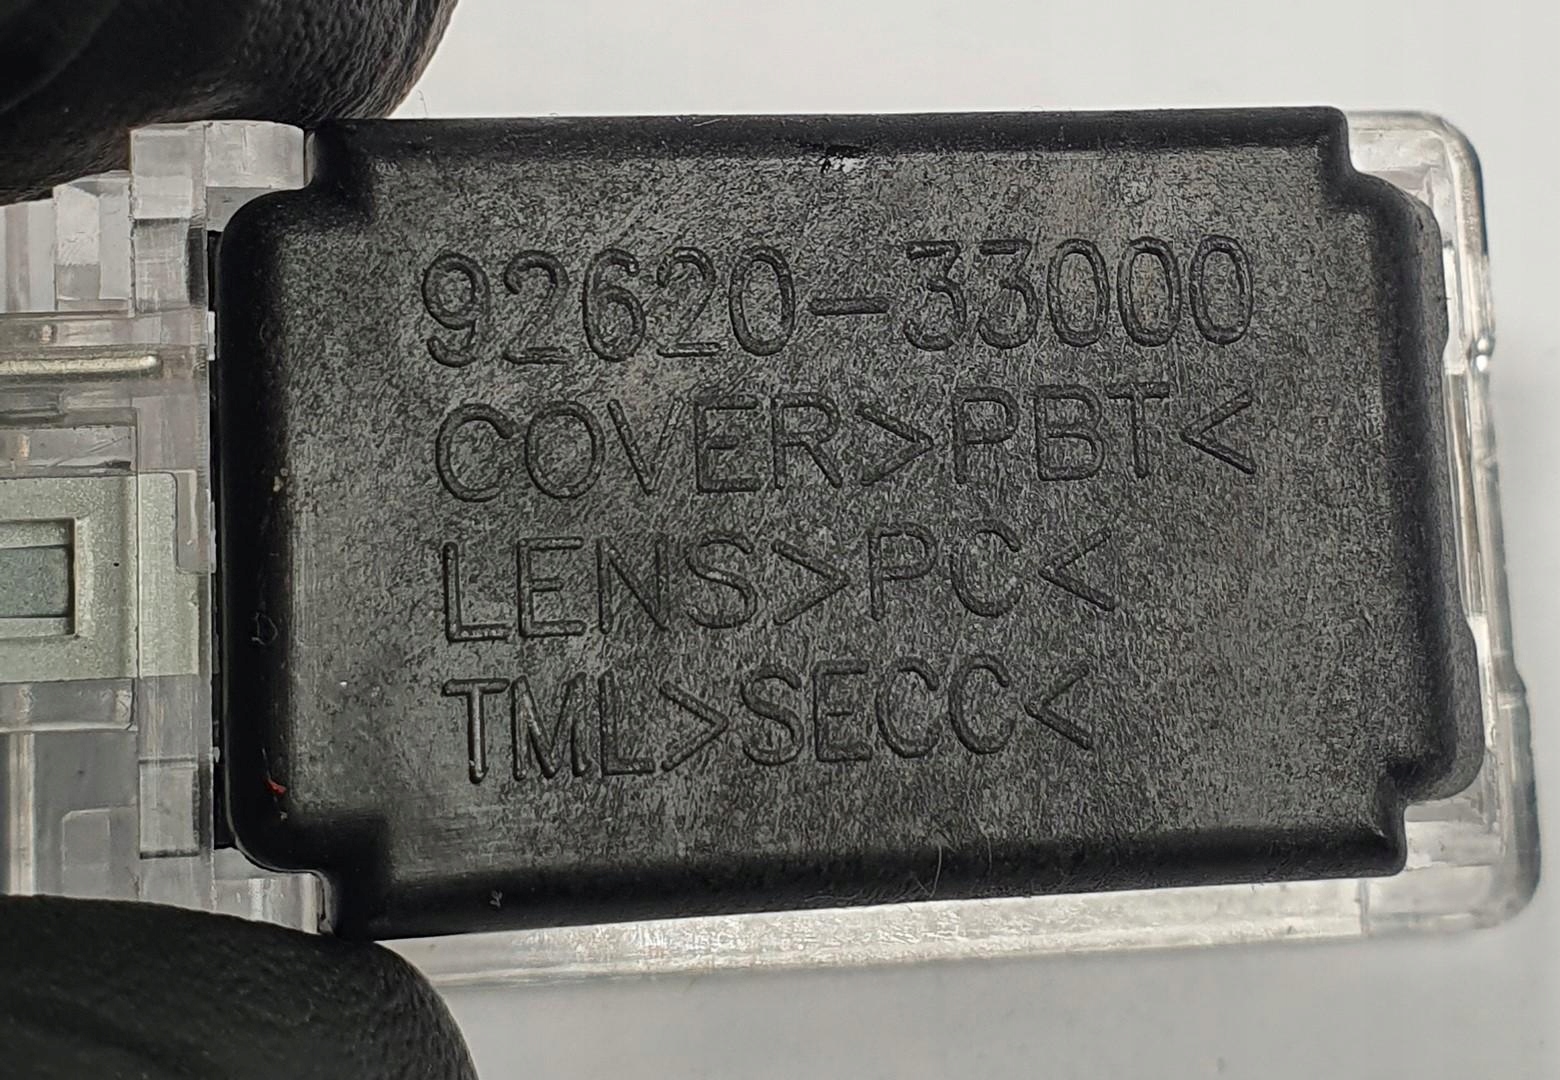 92620-33000
COVER>PBT<
LENS>PC<
TML>SECC<